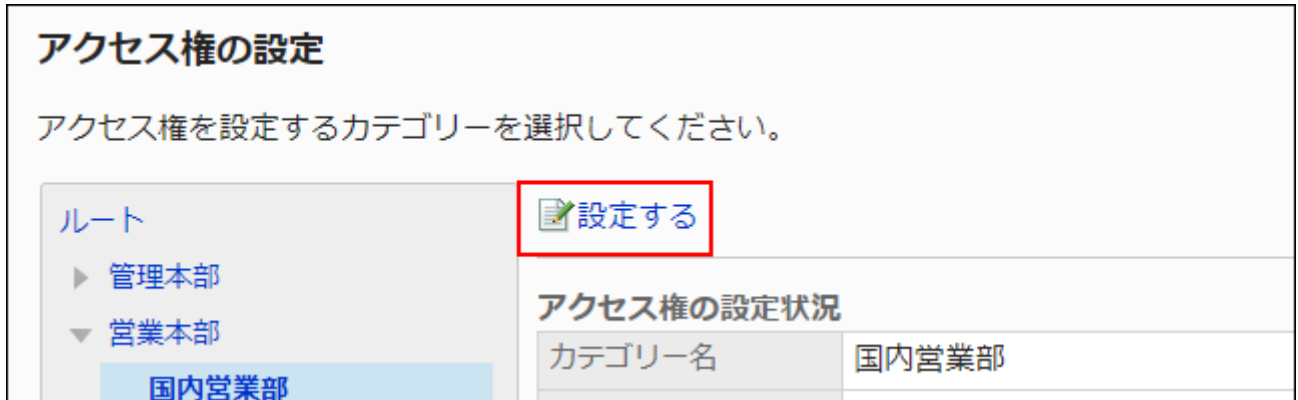 アクセス権の設定
アクセス権を設定するカテゴリーを選択してください。
ルート
管理本部
営業本部
国内営業部
設定する
アクセス権の設定状況
カテゴリー名 国内営業部